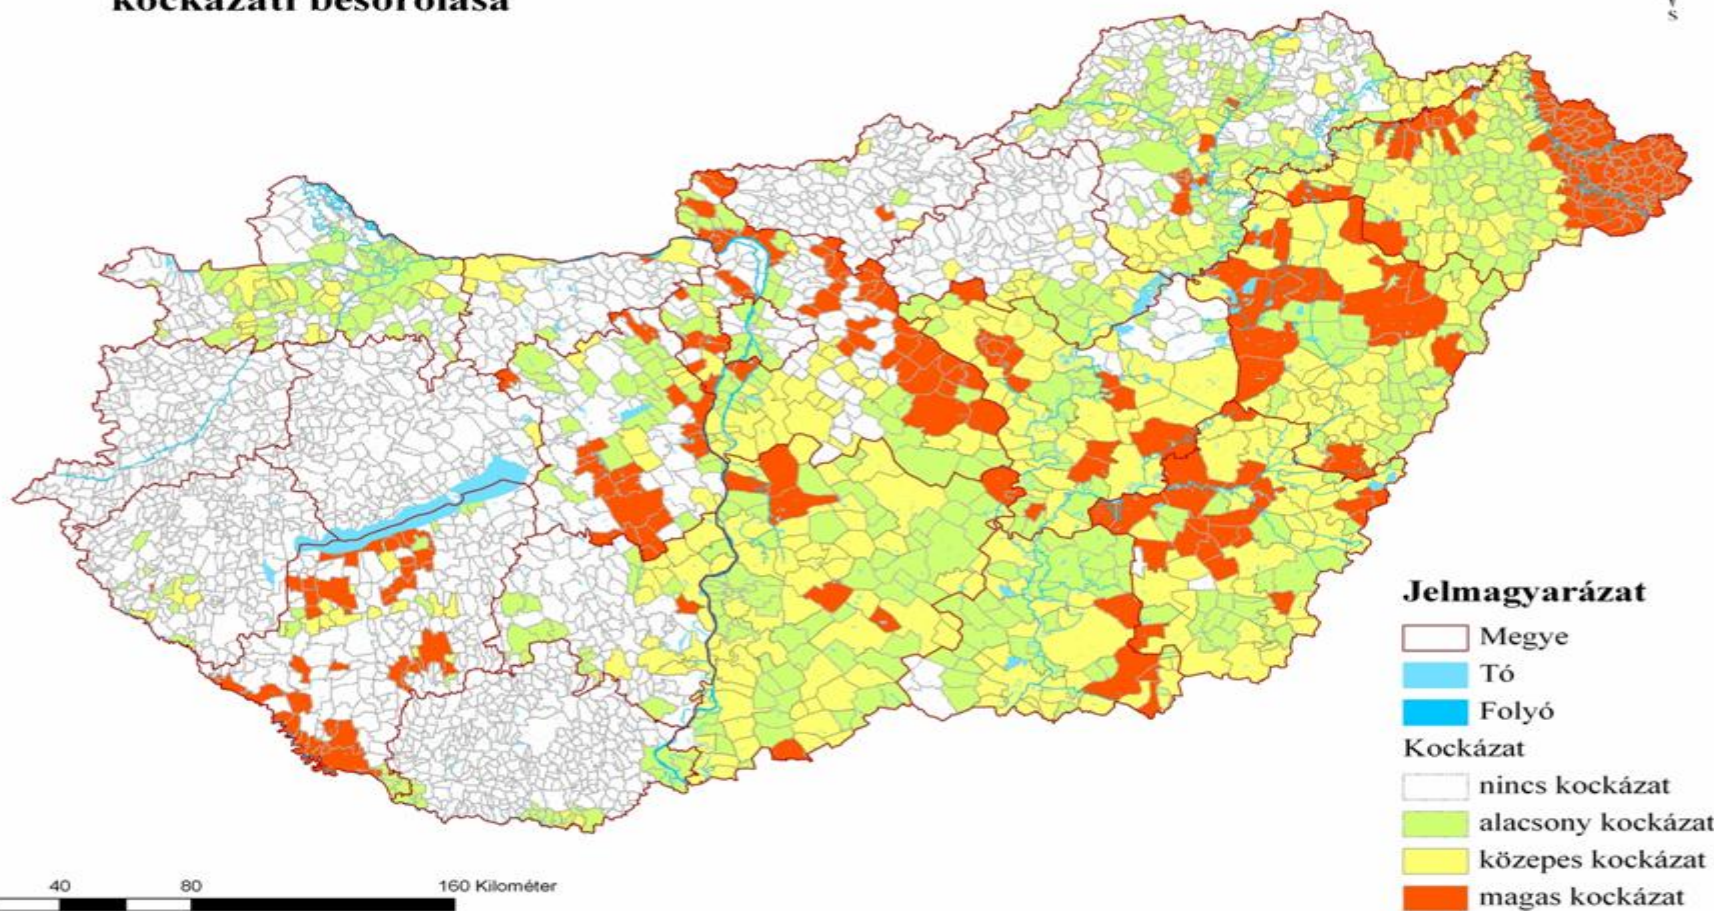 kockázati besorolása
S
Jelmagyarázat
Megye
Tó
Folyó
Kockázat
nincs kockázat
alacsony kockázat
közepes kockázat
magas kockázat
40 80 160 Kilométer